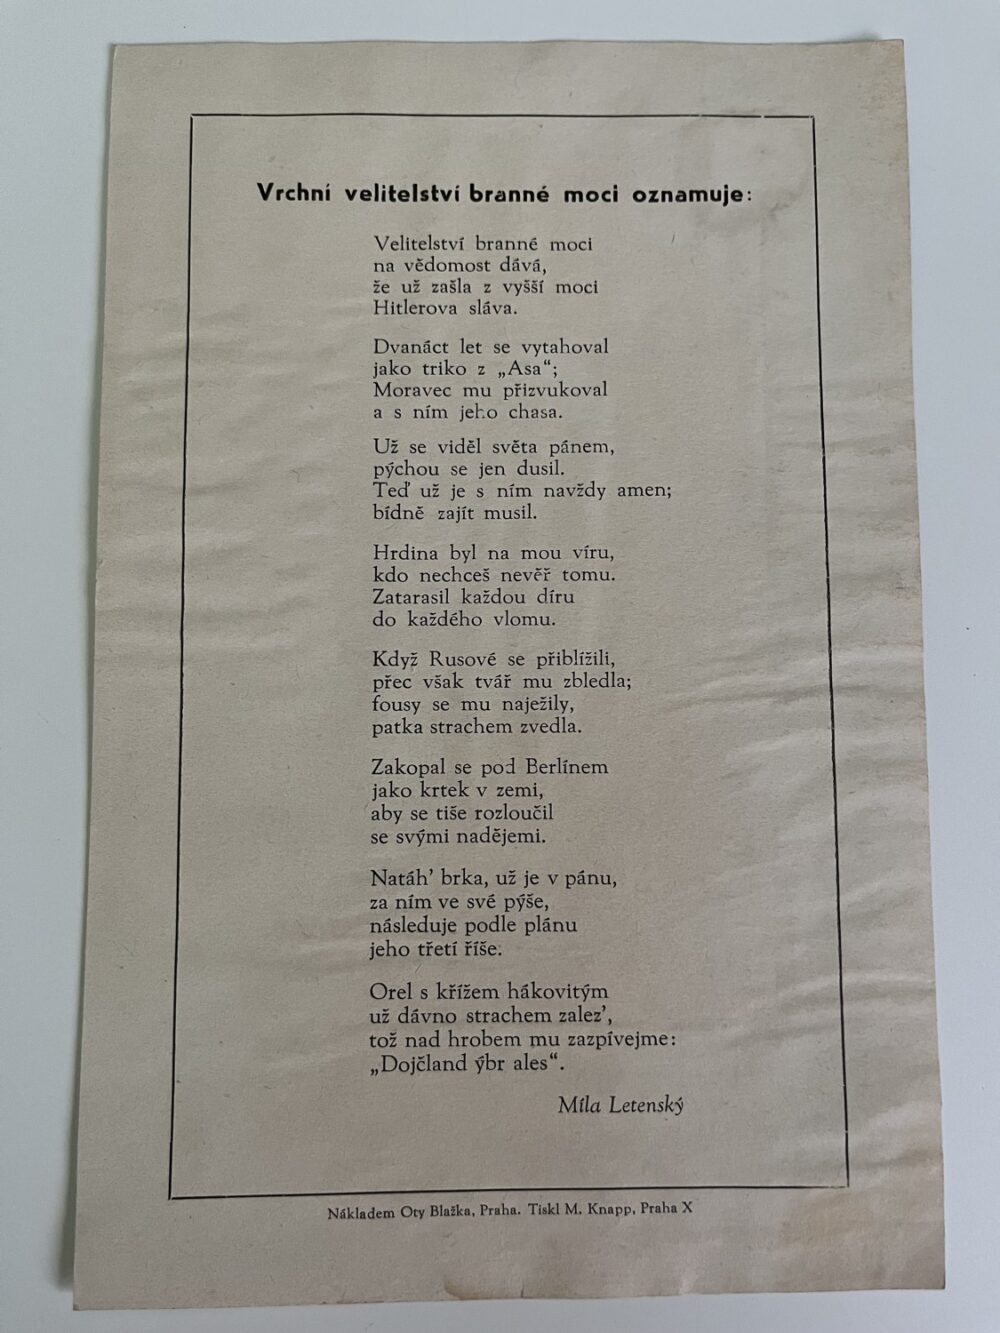 Vrchní velitelství branné moci oznamuje:
Velitelství branné moci
na vědomost dává,
že už zašla z vyšší moci
Hitlerova sláva.
Dvanáct let se vytahoval
jako triko z „Asa“;
Moravec mu přizvukoval
a s ním jeho chasa.
Už se viděl světa pánem,
pýchou se jen dusil.
Teď už je s ním navždy amen;
bídně zajít musil.
Hrdina byl na mou víru,
kdo nechceš nevěř tomu.
Zatarasil každou díru
do každého vlomu.
Když Rusové se přiblížili,
přec však tvář mu zbledla;
fousy se mu naježily,
patka strachem zvedla.
Zakopal se pod Berlínem
jako krtek v zemi,
aby se tiše rozloučil
se svými nadějemi.
Natáh’ brka, už je v pánu,
za ním ve své pýše,
následuje podle plánu
jeho třetí říše.
Orel s křížem hákovitým
už dávno strachem zalez’,
tož nad hrobem mu zazpívejme:
„Dojčland ýbr ales“.
Míla Letenský
Nákladem Oty Blažka, Praha. Tiskl M. Knapp, Praha X